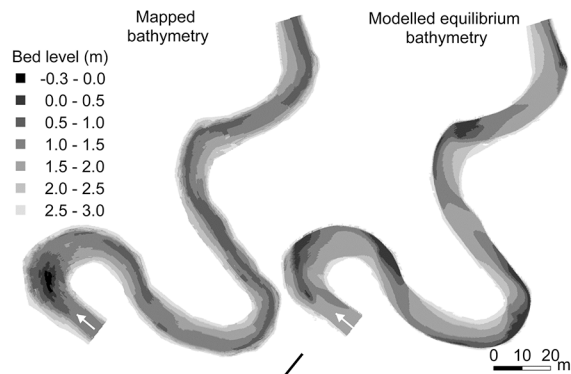 Mapped
bathymetry
Modelled equilibrium
bathymetry
Bed level (m)
-0.3 - 0.0
0.0 - 0.5
0.5 - 1.0
1.0 - 1.5
1.5 - 2.0
2.0 - 2.5
2.5 - 3.0
0 10 20
m